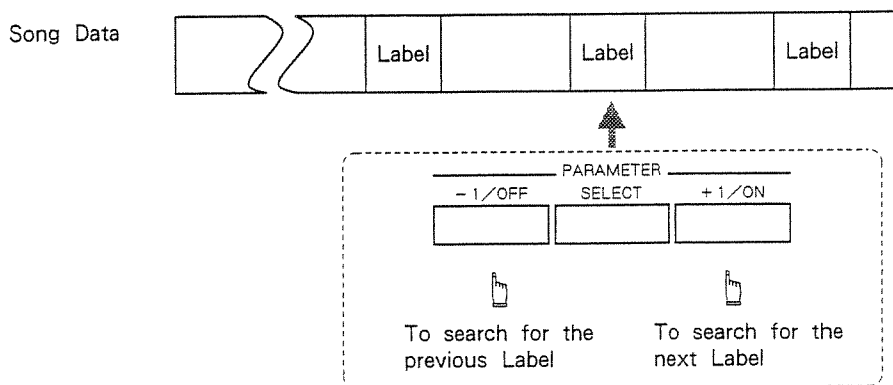 Song Data
Label Label Label
PARAMETER
－1／OFF SELECT ＋1／ON
To search for the To search for the
previous Label next Label